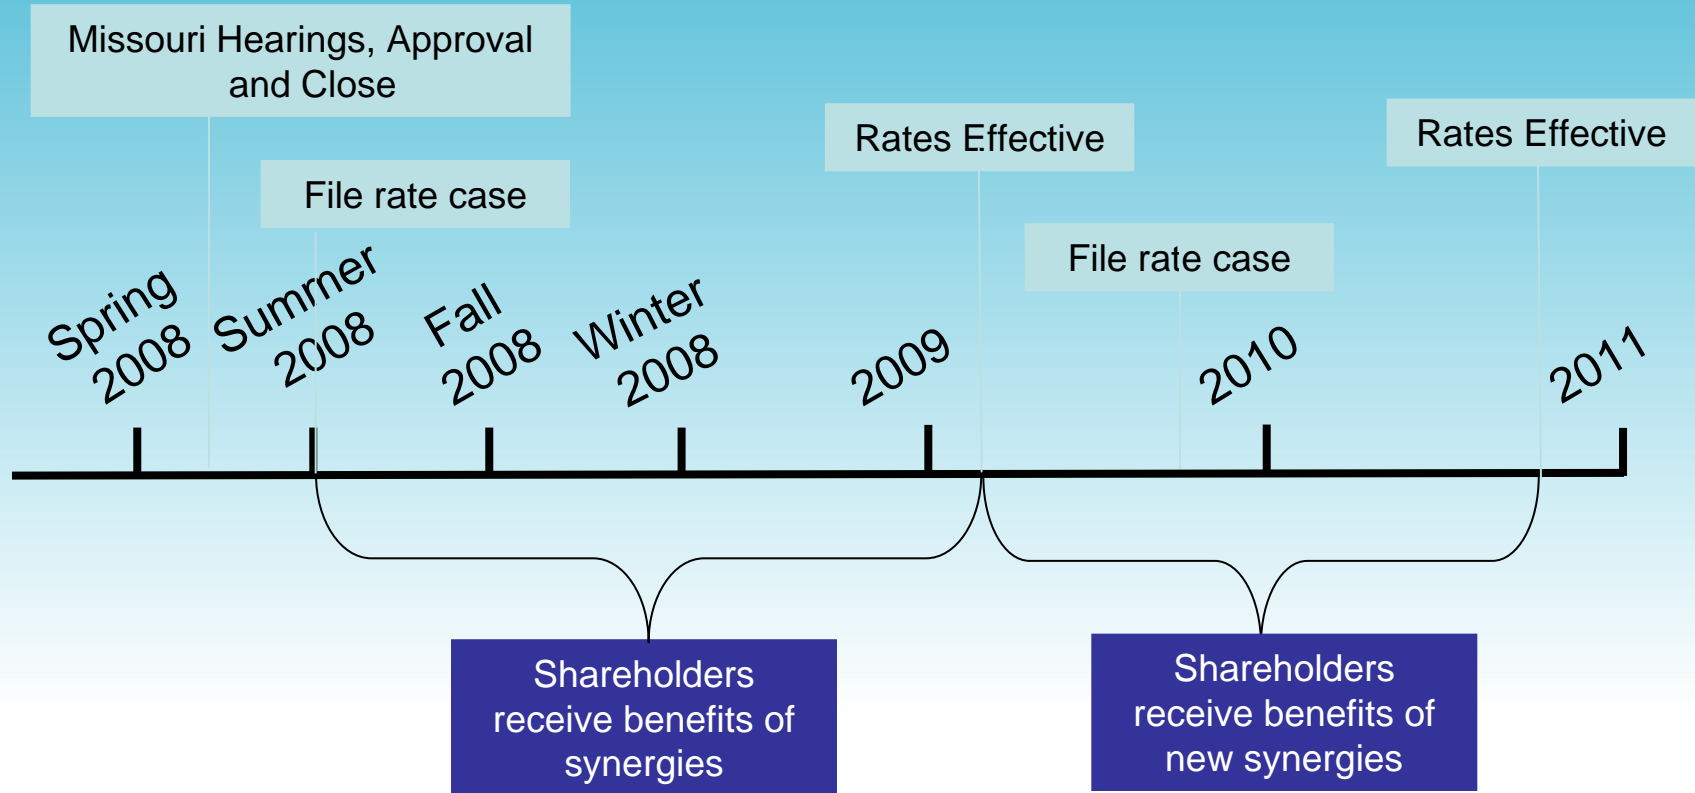 Missouri Hearings, Approval
and Close
File rate case
Rates Effective
File rate case
Rates Effective
Spring
2008
Summer
2008
Fall
2008
Winter
2008
2009
2010
2011
Shareholders
receive benefits of
synergies
Shareholders
receive benefits of
new synergies